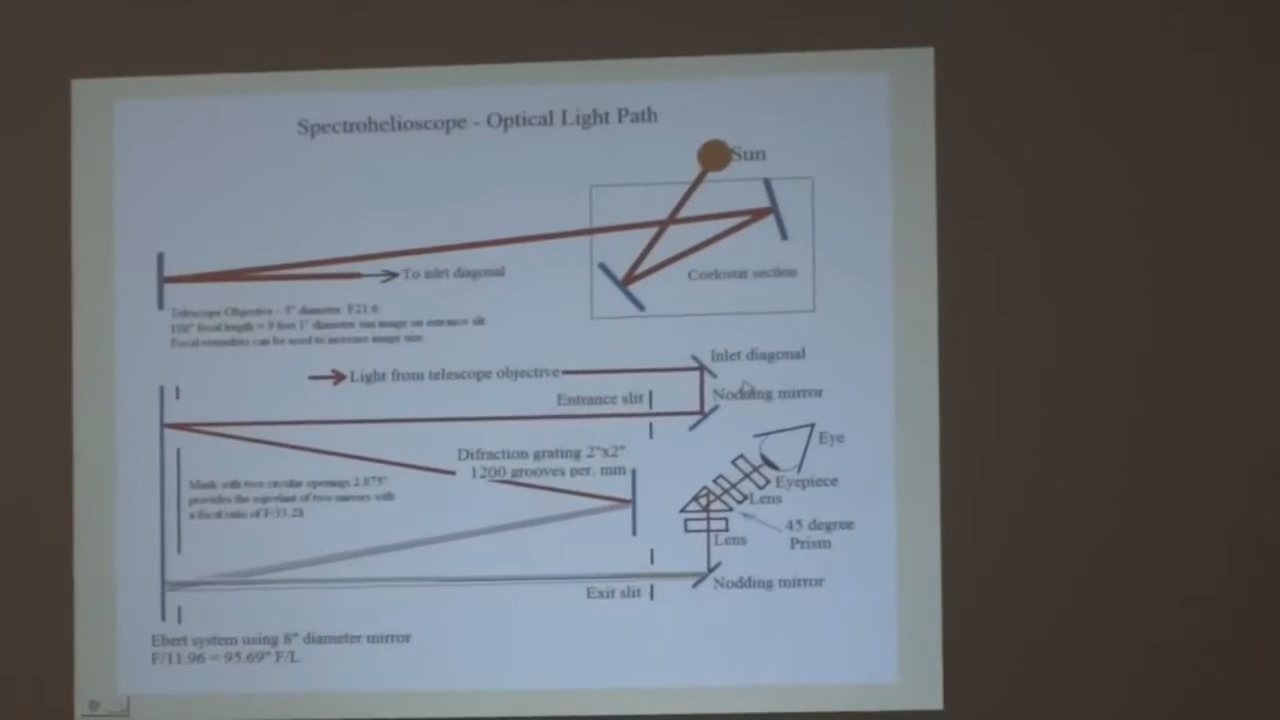 Spectrohelioscope - Optical Light Path
Sun
To inlet diagonal
Coelostat section
Telescope Objective - 5" diameter F21.6
108" focal length = 9 feet 1" diameter sun image on entrance slit
Focal extenders can be used to increase image size
Inlet diagonal
Light from telescope objective
Nodding mirror
Entrance slit
Eye
Difraction grating 2"x2"
1200 grooves per. mm
Mask with two circular openings 2.875"
provides the equivalent of two mirrors with
a focal ratio of F/33.28
Eyepiece
Lens
45 degree
Prism
Lens
Nodding mirror
Exit slit
Ebert system using 8" diameter mirror
F/11.96 = 95.69" F/L